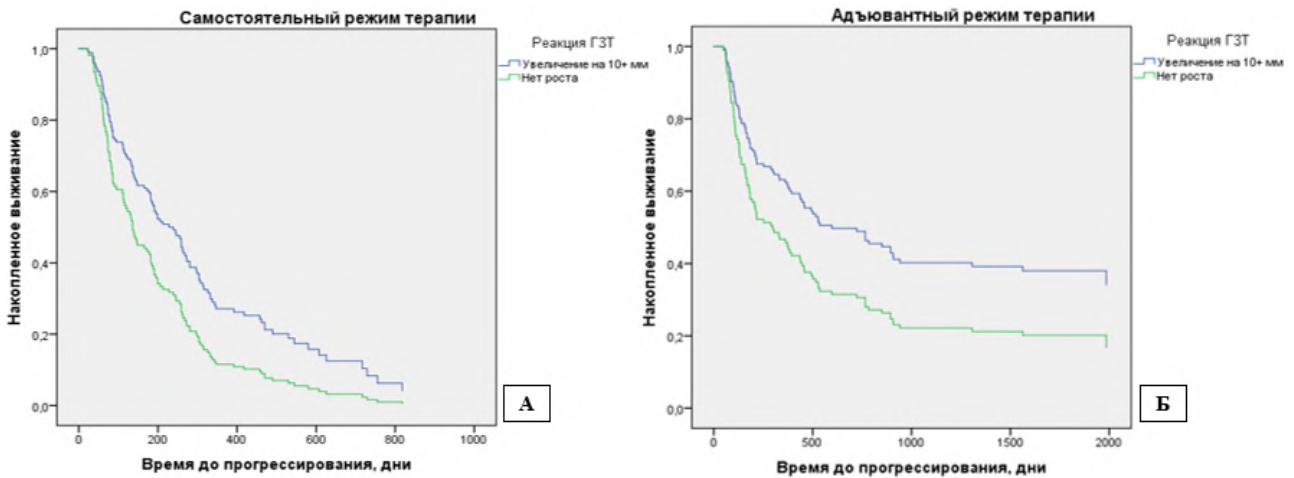 Самостоятельный режим терапии
Реакция ГЗТ
Увеличение на 10+ мм
Нет роста
Накопленное выживание
1,0
0,8
0,6
0,4
0,2
0,0
0 200 400 600 800 1000
Время до прогрессирования, дни
А
Адъювантный режим терапии
Реакция ГЗТ
Увеличение на 10+ мм
Нет роста
Накопленное выживание
1,0
0,8
0,6
0,4
0,2
0,0
0 500 1000 1500 2000
Время до прогрессирования, дни
Б